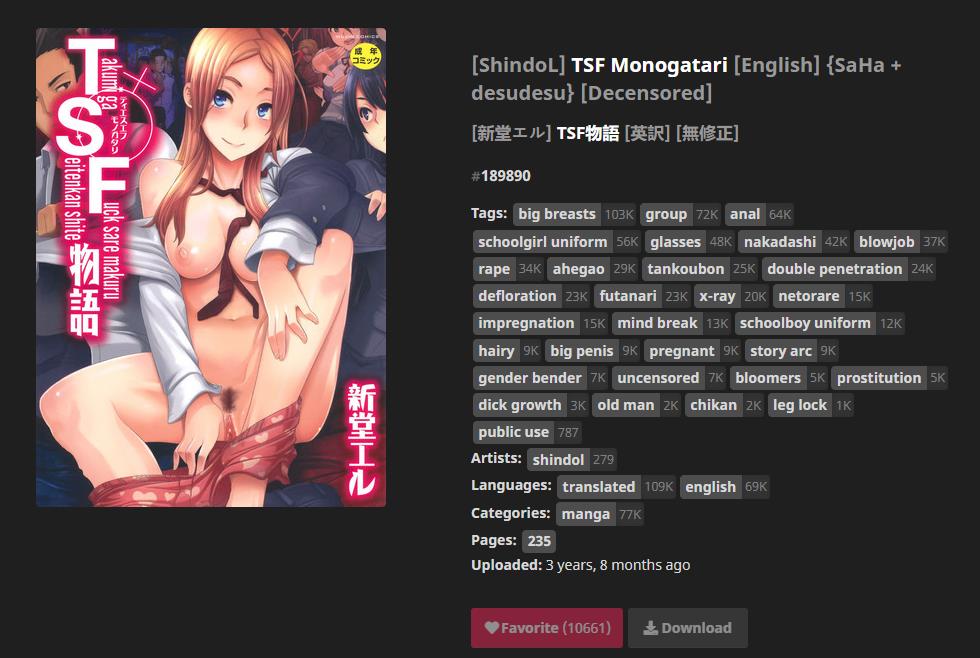 TSF
akumi ga
eitenkan shite
uck sare makuru
ティーエスエフ
モノガタリ
物語
成年
コミック
新堂エル
[ShindoL] TSF Monogatari [English] {SaHa +
desudesu} [Decensored]
[新堂エル] TSF物語 [英訳] [無修正]
#189890
Tags: big breasts 103K group 72K anal 64K
schoolgirl uniform 56K glasses 48K nakadashi 42K blowjob 37K
rape 34K ahegao 29K tankoubon 25K double penetration 24K
defloration 23K futanari 23K x-ray 20K netorare 15K
impregnation 15K mind break 13K schoolboy uniform 12K
hairy 9K big penis 9K pregnant 9K story arc 9K
gender bender 7K uncensored 7K bloomers 5K prostitution 5K
dick growth 3K old man 2K chikan 2K leg lock 1K
public use 787
Artists: shindol 279
Languages: translated 109K english 69K
Categories: manga 77K
Pages: 235
Uploaded: 3 years, 8 months ago
Favorite (10661) Download